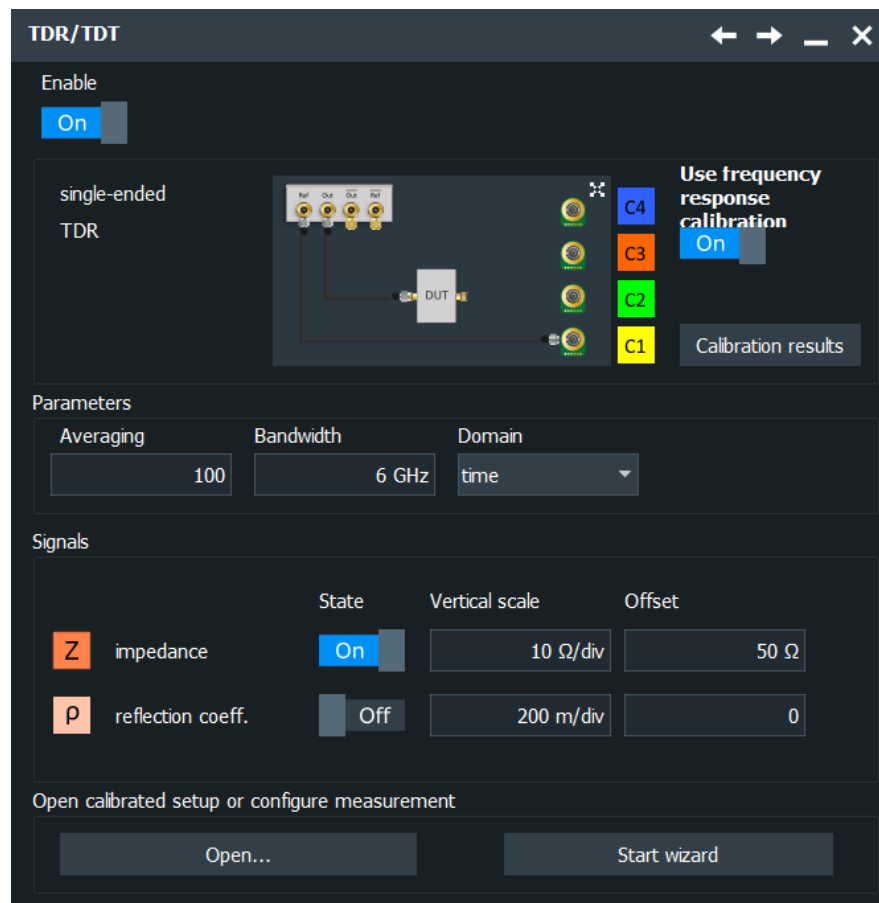 TDR/TDT
Enable
On
single-ended
TDR
Ref Out Out Ref
DUT
C4
C3
C2
C1
Use frequency
response
calibration
On
Calibration results
Parameters
Averaging Bandwidth Domain
100 6 GHz time
Signals
State Vertical scale Offset
Z impedance On 10 Ω/div 50 Ω
ρ reflection coeff. Off 200 m/div 0
Open calibrated setup or configure measurement
Open... Start wizard